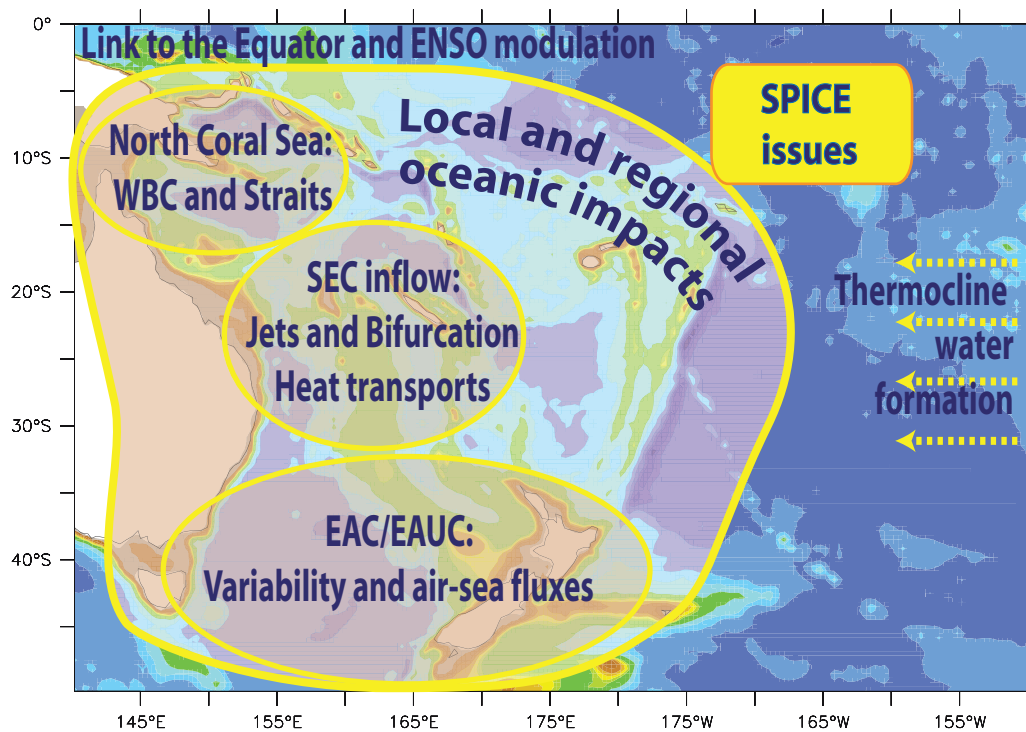 0°
Link to the Equator and ENSO modulation
SPICE
issues
Local and regional
oceanic impacts
North Coral Sea:
WBC and Straits
10°S
SEC inflow:
Jets and Bifurcation
Heat transports
20°S
Thermocline
water
formation
30°S
EAC/EAUC:
Variability and air-sea fluxes
40°S
145°E 155°E 165°E 175°E 175°W 165°W 155°W